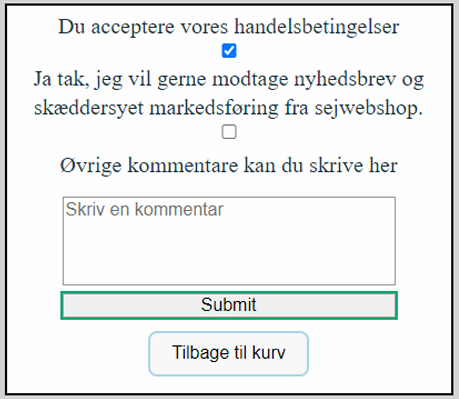 Du acceptere vores handelsbetingelser
Ja tak, jeg vil gerne modtage nyhedsbrev og
skæddersyet markedsføring fra sejwebshop.
Øvrige kommentare kan du skrive her
Skriv en kommentar
Submit
Tilbage til kurv